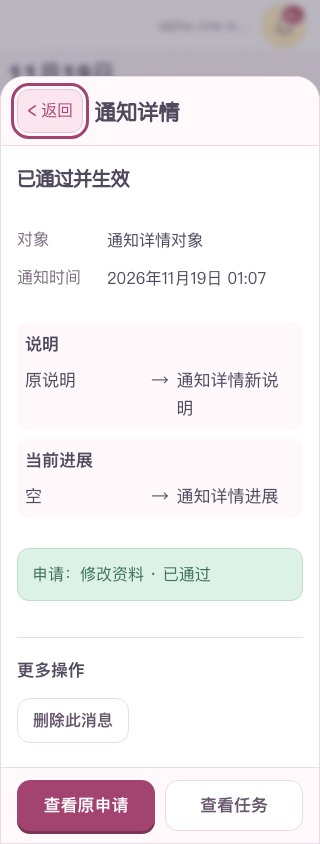 < 返回 通知详情
已通过并生效
对象 通知详情对象
通知时间 2026年11月19日 01:07
说明
原说明 → 通知详情新说
明
当前进展
空 → 通知详情进展
申请：修改资料 · 已通过
更多操作
删除此消息
查看原申请 查看任务